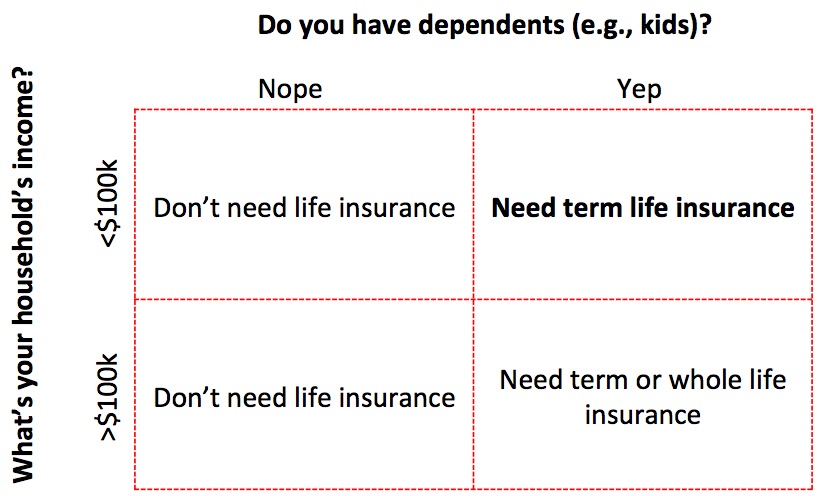 Do you have dependents (e.g., kids)?
What’s your household’s income?
Nope
Yep
<$100k
Don’t need life insurance
Need term life insurance
>$100k
Don’t need life insurance
Need term or whole life
insurance